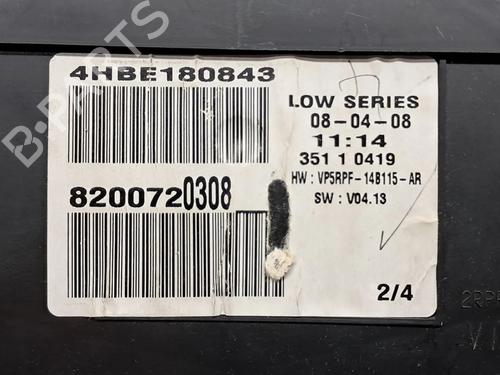 4HBE180843
LOW SERIES
08-04-08
11:14
351 1 0419
HW : VP5RPF-14B115-AR
SW : V04.13
8200720308
2/4